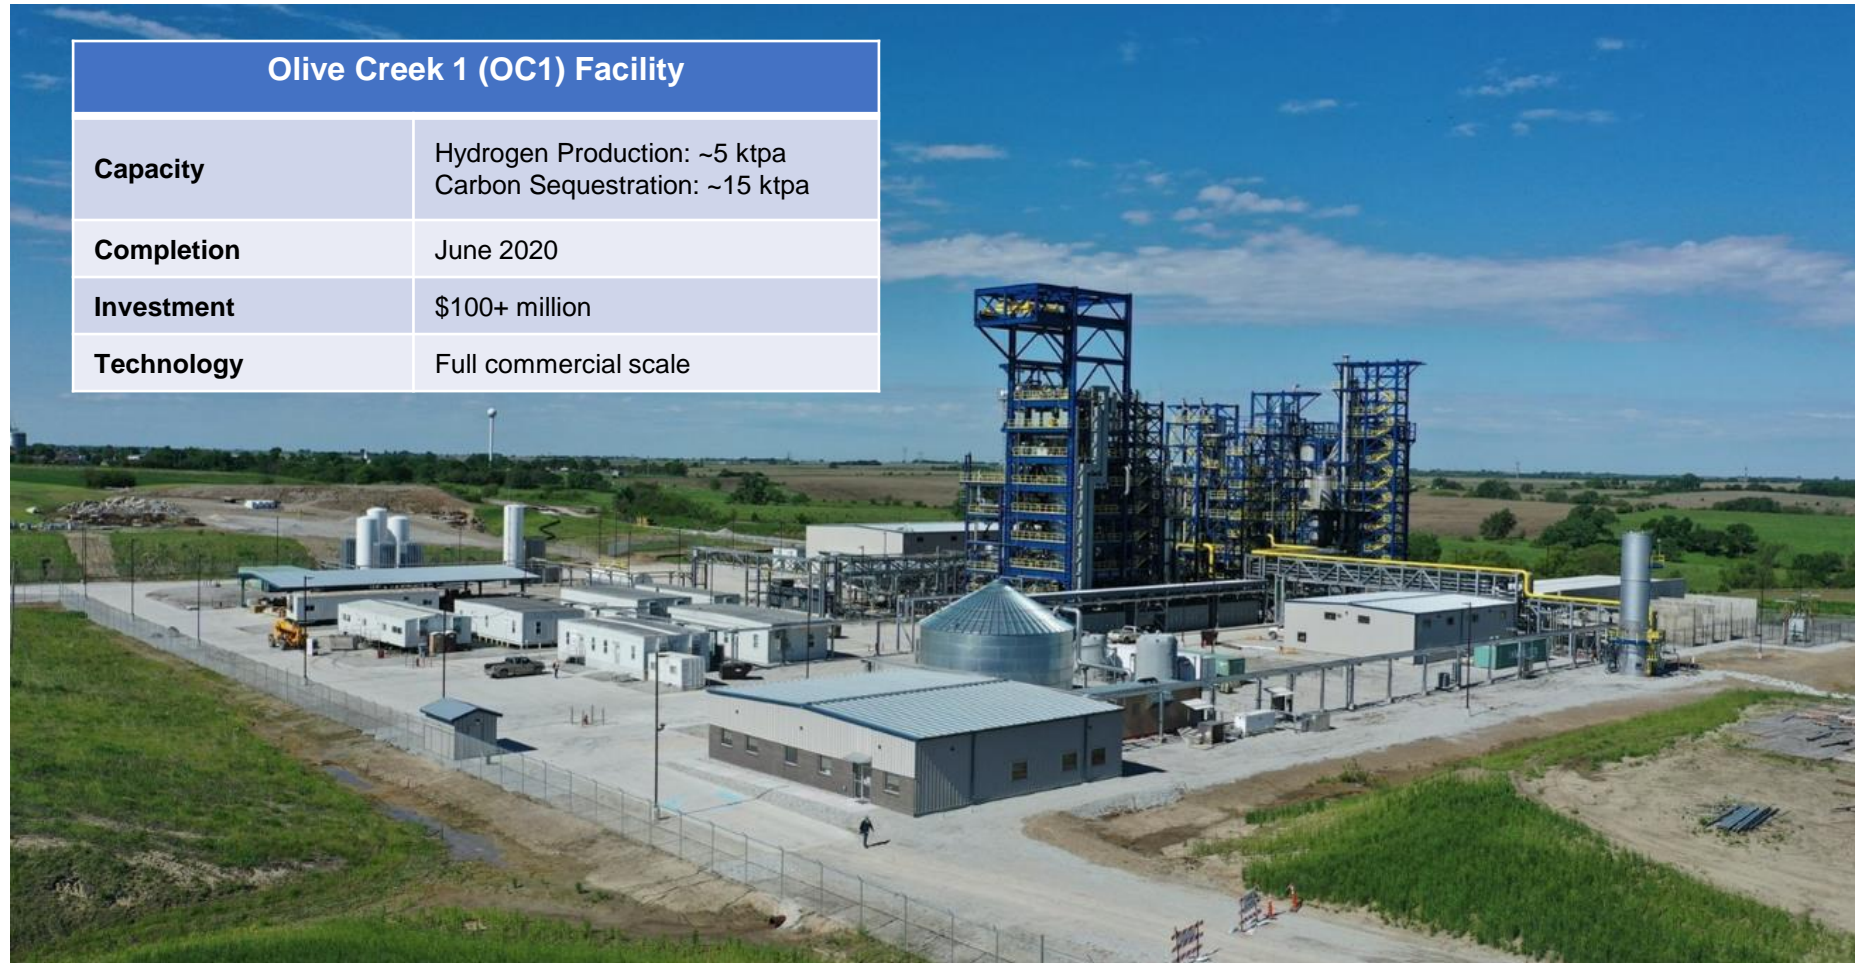 Olive Creek 1 (OC1) Facility
Capacity
Hydrogen Production: ~5 ktpa
Carbon Sequestration: ~15 ktpa
Completion
June 2020
Investment
$100+ million
Technology
Full commercial scale